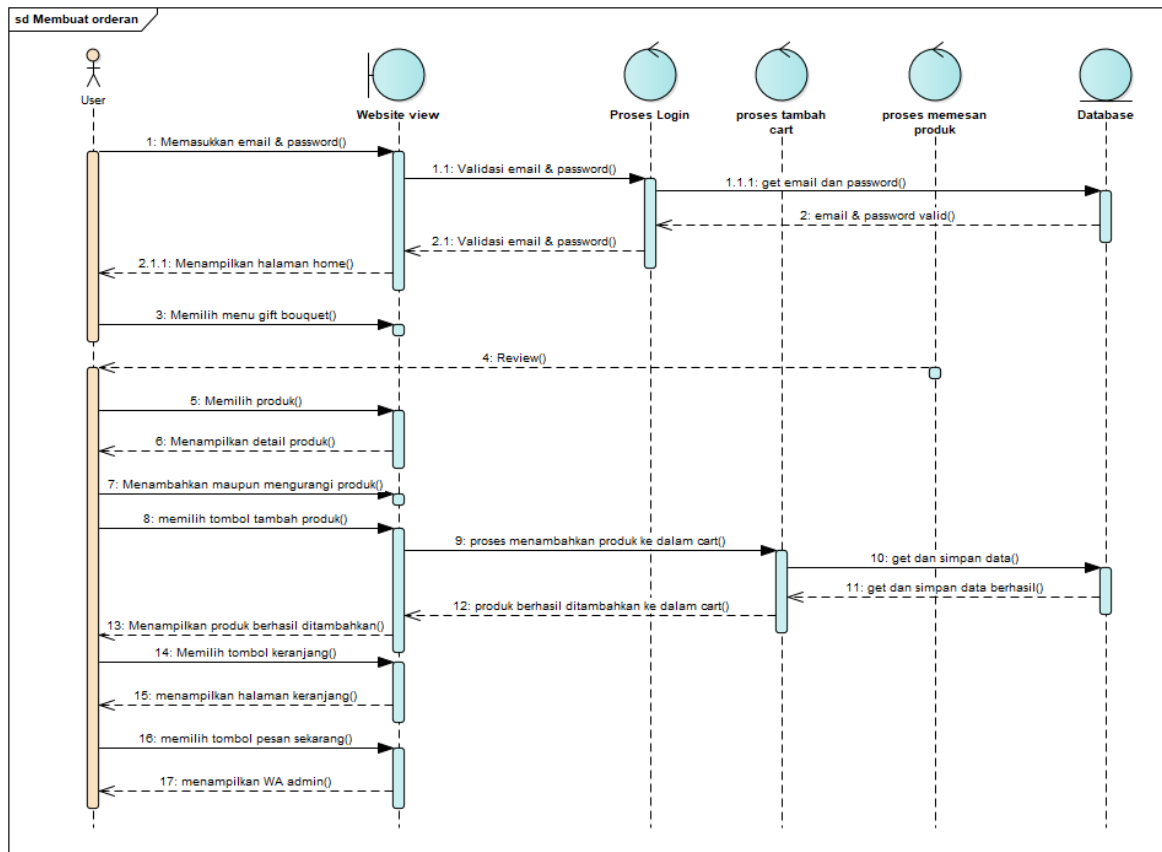 sd Membuat orderan
User
Website view
Proses Login
proses tambah
cart
proses memesan
produk
Database
1: Memasukkan email & password()
1.1: Validasi email & password()
1.1.1: get email dan password()
2: email & password valid()
2.1: Validasi email & password()
2.1.1: Menampilkan halaman home()
3: Memilih menu gift bouquet()
4: Review()
5: Memilih produk()
6: Menampilkan detail produk()
7: Menambahkan maupun mengurangi produk()
8: memilih tombol tambah produk()
9: proses menambahkan produk ke dalam cart()
10: get dan simpan data()
11: get dan simpan data berhasil()
12: produk berhasil ditambahkan ke dalam cart()
13: Menampilkan produk berhasil ditambahkan()
14: Memilih tombol keranjang()
15: menampilkan halaman keranjang()
16: memilih tombol pesan sekarang()
17: menampilkan WA admin()